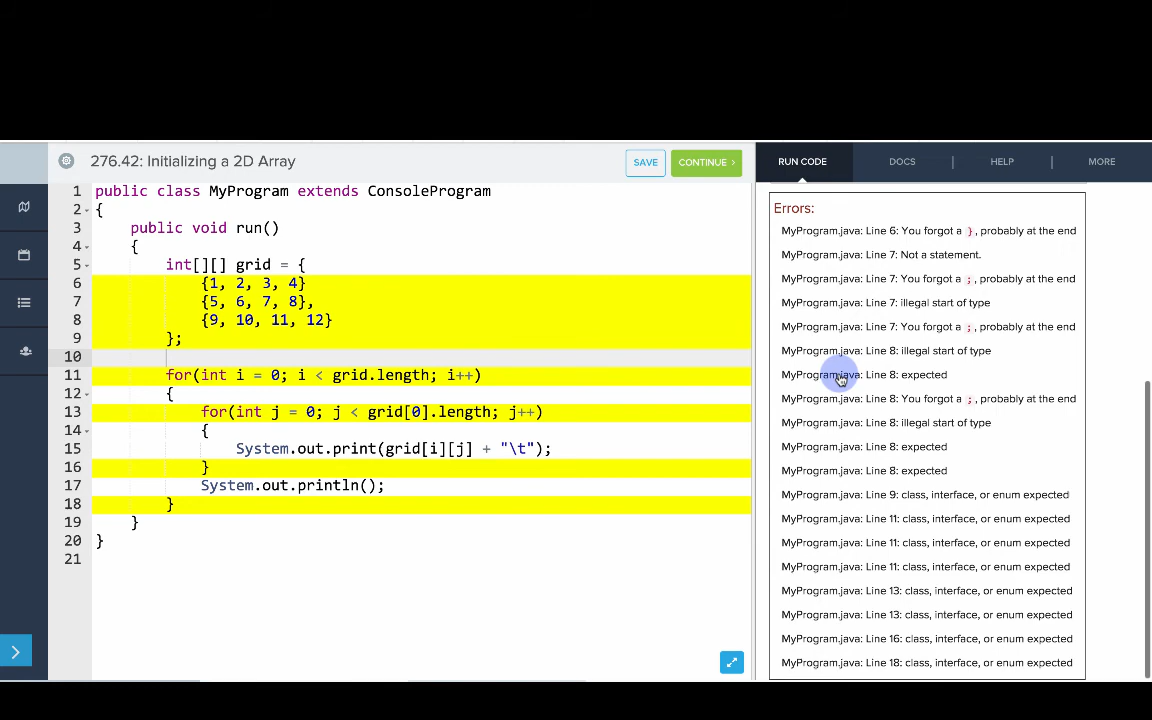 276.42: Initializing a 2D Array
SAVE
CONTINUE >
RUN CODE
DOCS
HELP
MORE
1 public class MyProgram extends ConsoleProgram
2 {
3 public void run()
4 {
5 int[][] grid = {
6 {1, 2, 3, 4}
7 {5, 6, 7, 8},
8 {9, 10, 11, 12}
9 };
10
11 for(int i = 0; i < grid.length; i++)
12 {
13 for(int j = 0; j < grid[0].length; j++)
14 {
15 System.out.print(grid[i][j] + "\t");
16 }
17 System.out.println();
18 }
19 }
20 }
21
Errors:
MyProgram.java: Line 6: You forgot a }, probably at the end
MyProgram.java: Line 7: Not a statement.
MyProgram.java: Line 7: You forgot a ;, probably at the end
MyProgram.java: Line 7: illegal start of type
MyProgram.java: Line 7: You forgot a ;, probably at the end
MyProgram.java: Line 8: illegal start of type
MyProgram.java: Line 8: expected
MyProgram.java: Line 8: You forgot a ;, probably at the end
MyProgram.java: Line 8: illegal start of type
MyProgram.java: Line 8: expected
MyProgram.java: Line 8: expected
MyProgram.java: Line 9: class, interface, or enum expected
MyProgram.java: Line 11: class, interface, or enum expected
MyProgram.java: Line 11: class, interface, or enum expected
MyProgram.java: Line 11: class, interface, or enum expected
MyProgram.java: Line 13: class, interface, or enum expected
MyProgram.java: Line 13: class, interface, or enum expected
MyProgram.java: Line 16: class, interface, or enum expected
MyProgram.java: Line 18: class, interface, or enum expected